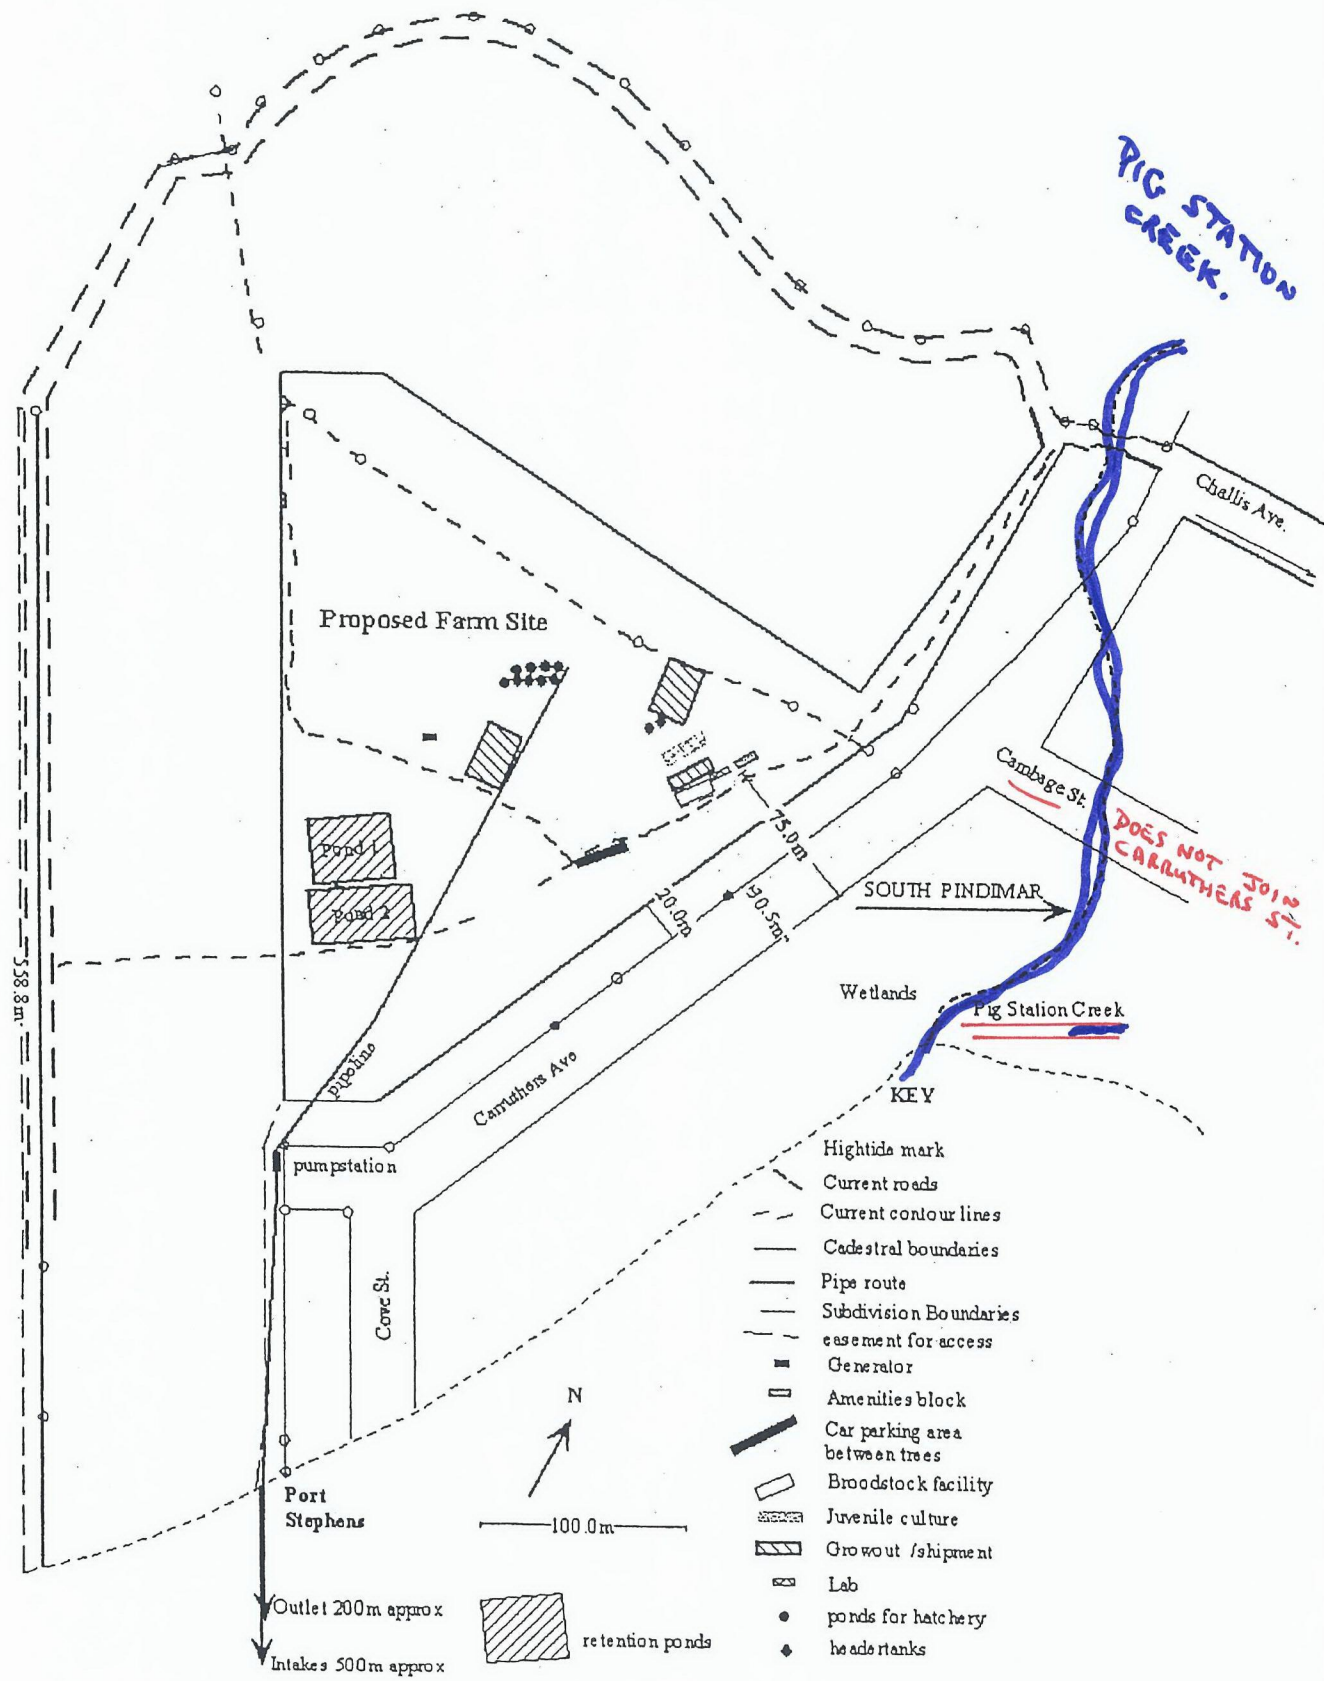 PIG STATION
CREEK.
Challis Ave.
Proposed Farm Site
Cambage St.
DOES NOT JOIN
CARRUTHERS ST.
75.0m
Pond 1
Pond 2
20.0m
SOUTH PINDIMAR
558.8m
Wetlands
Pig Station Creek
pipeline
Carruthers Ave
pumpstation
Cove St.
KEY
Hightide mark
Current roads
Current contour lines
Cadestral boundaries
Pipe route
Subdivision Boundaries
easement for access
Generator
Amenities block
Car parking area
between trees
Broodstock facility
Juvenile culture
Growout /shipment
Lab
ponds for hatchery
headertanks
N
100.0m
Port
Stephens
Outlet 200m approx
Intakes 500m approx
retention ponds